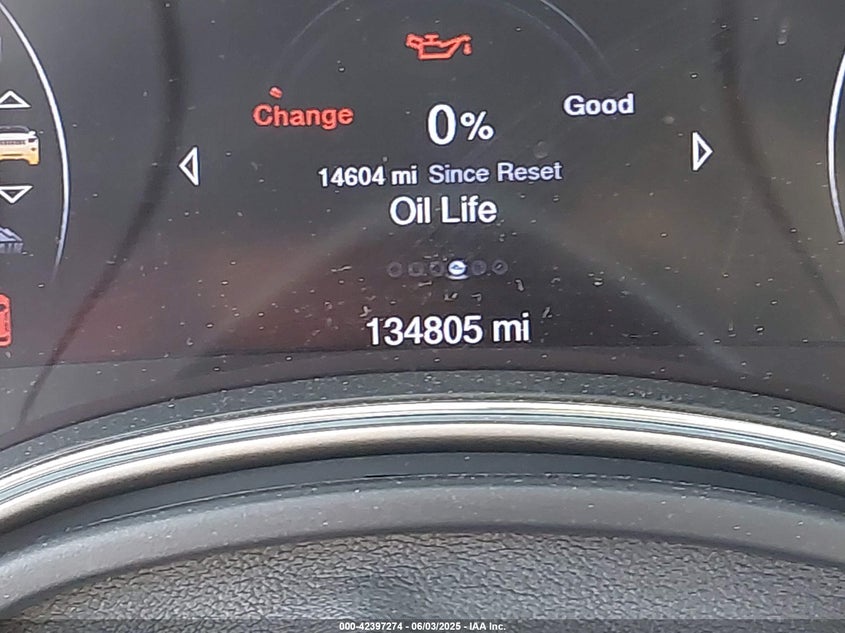 Change
0%
Good
14604 mi Since Reset
Oil Life
134805 mi
000-42397274 - 06/03/2025 - IAA Inc.